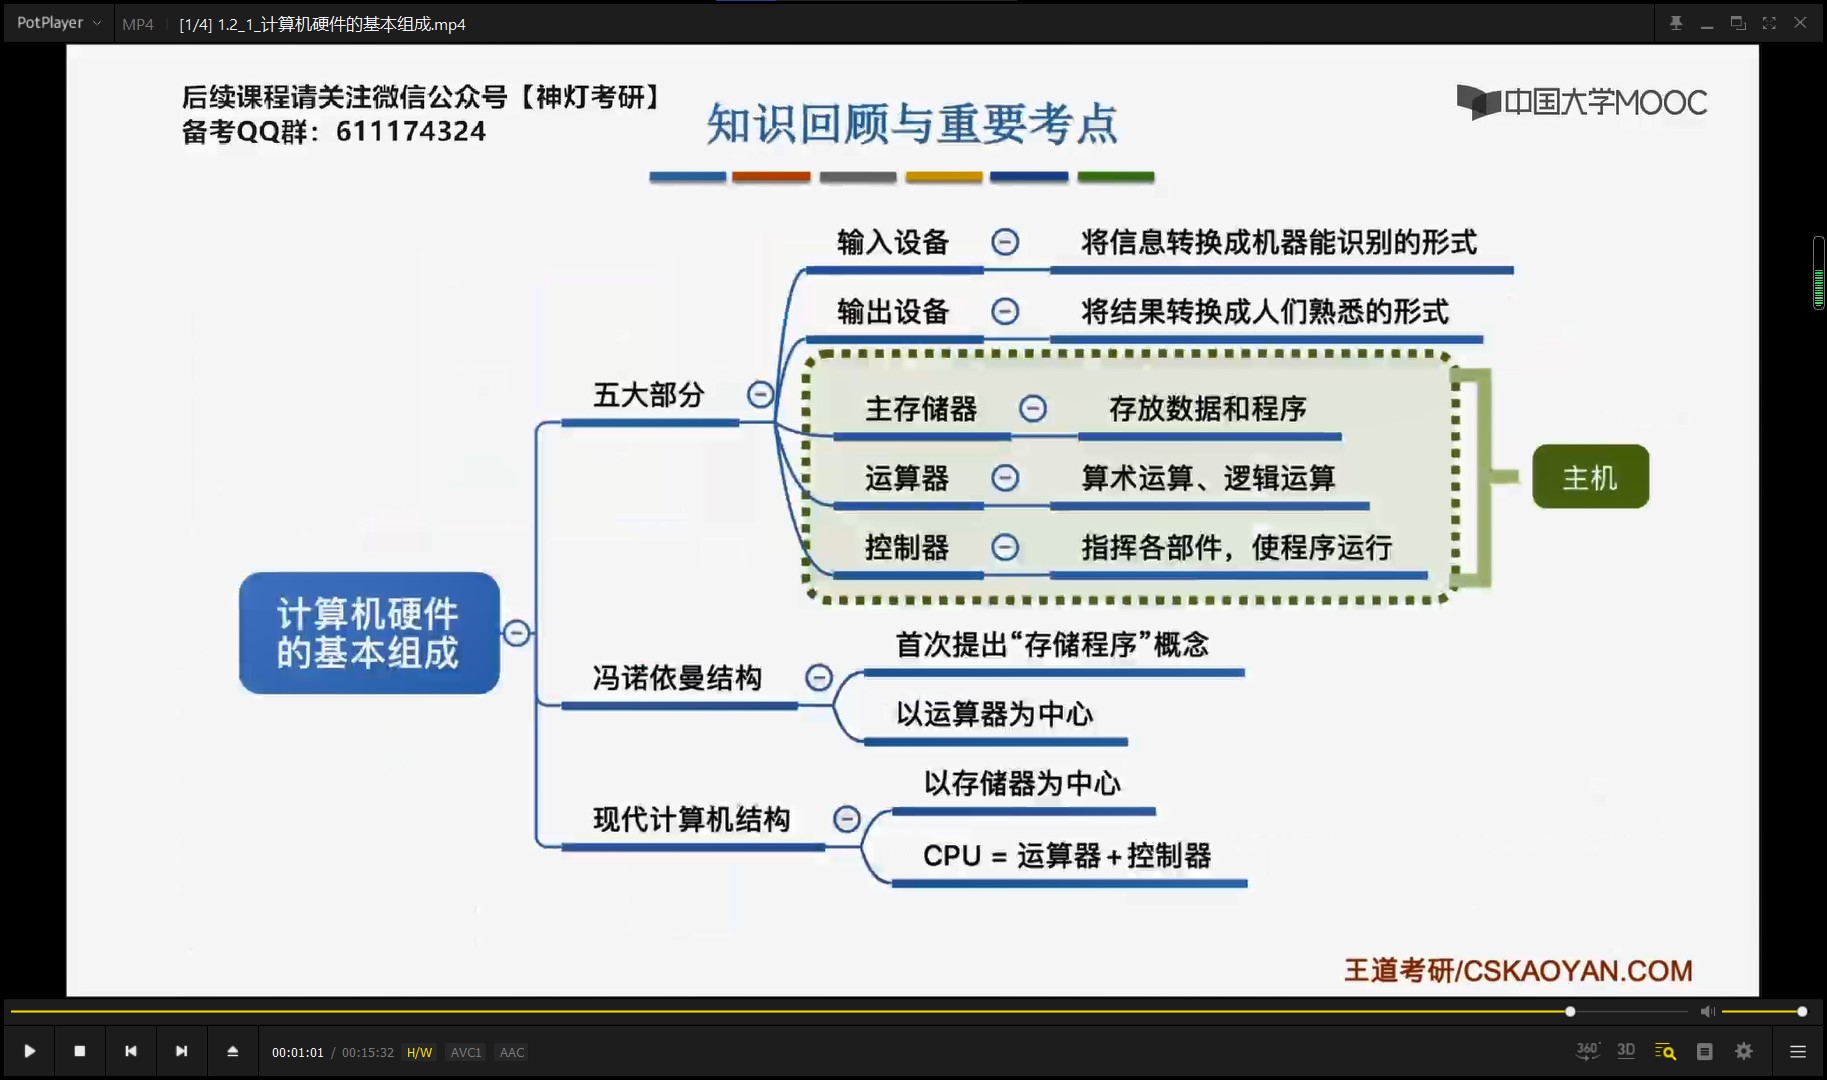 PotPlayer MP4 [1/4] 1.2_1_计算机硬件的基本组成.mp4
后续课程请关注微信公众号【神灯考研】
备考QQ群：611174324
知识回顾与重要考点
中国大学MOOC
输入设备 将信息转换成机器能识别的形式
输出设备 将结果转换成人们熟悉的形式
五大部分
主存储器 存放数据和程序
运算器 算术运算、逻辑运算
主机
控制器 指挥各部件，使程序运行
计算机硬件
的基本组成
首次提出“存储程序”概念
冯诺依曼结构
以运算器为中心
以存储器为中心
现代计算机结构
CPU = 运算器+控制器
王道考研/CSKAOYAN.COM
00:01:01 / 00:15:32 H/W AVC1 AAC 360° 3D